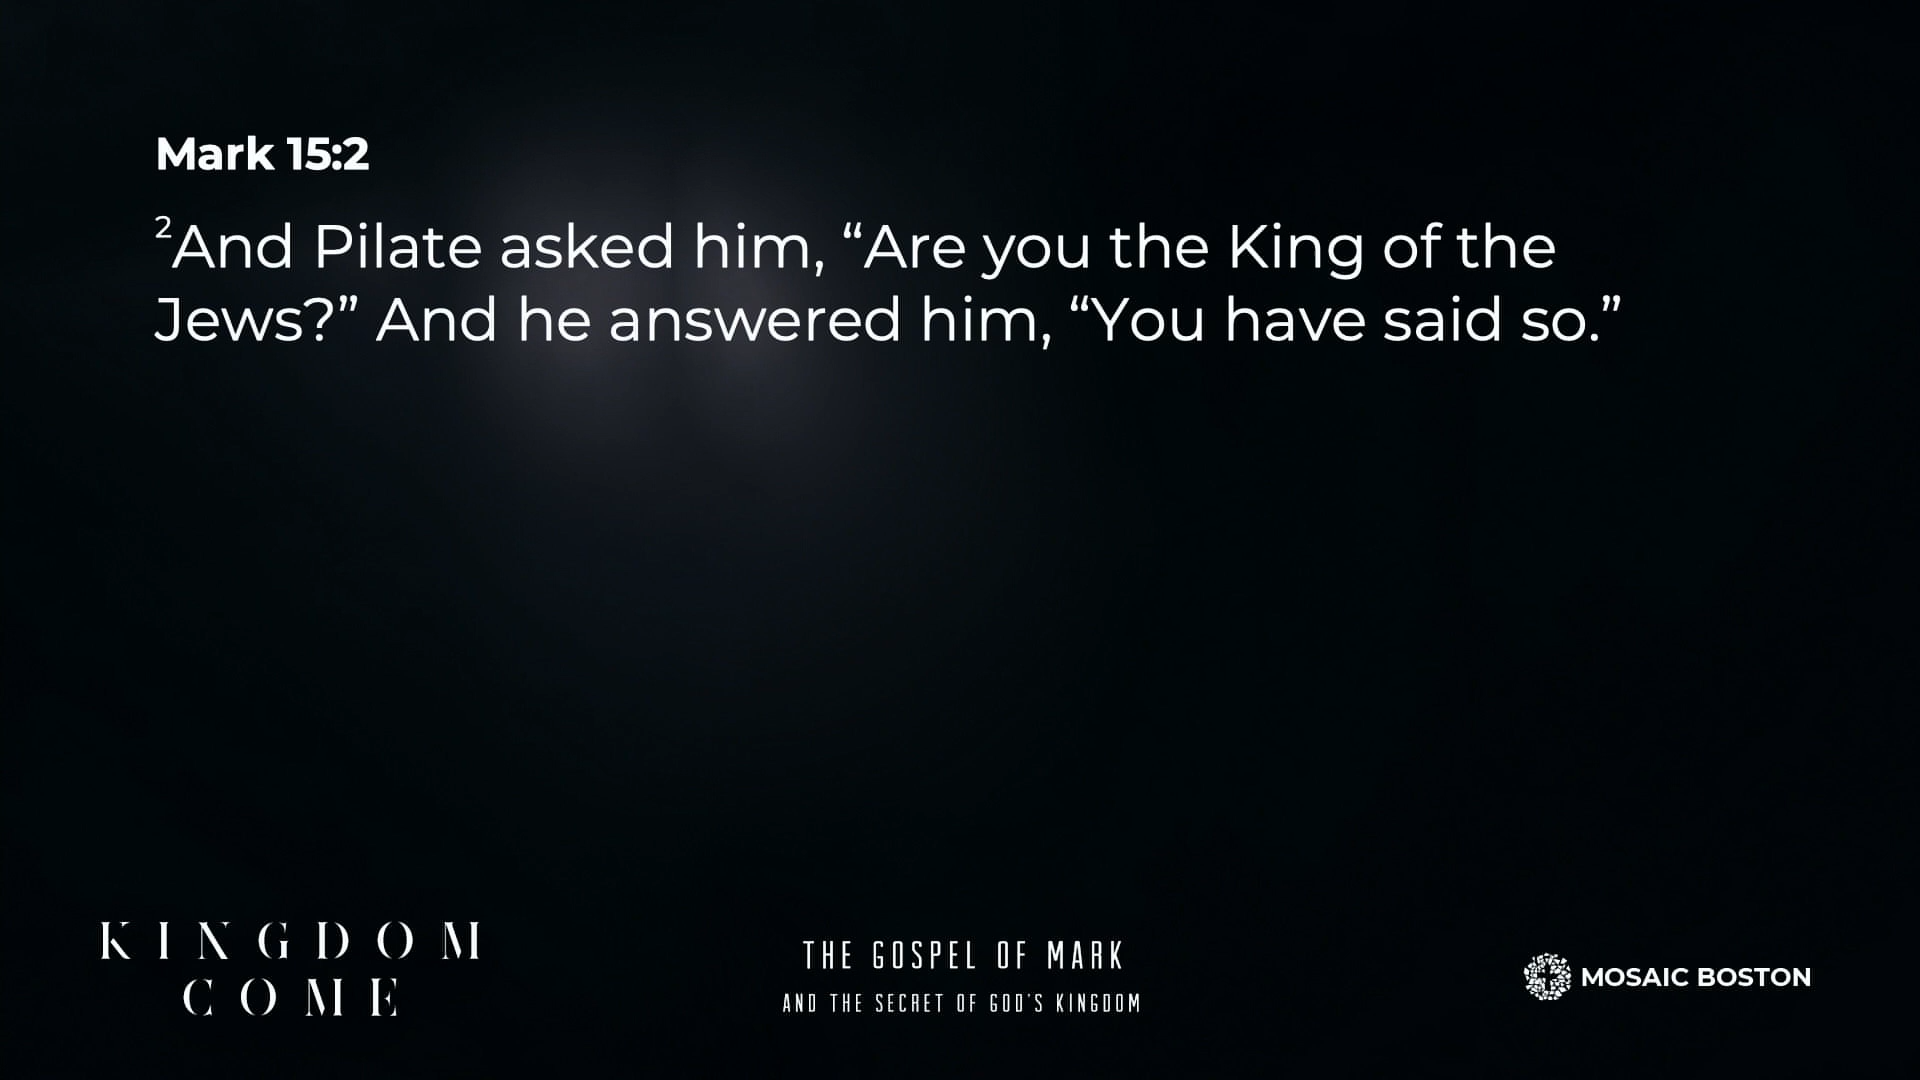 Mark 15:2
²And Pilate asked him, “Are you the King of the
Jews?” And he answered him, “You have said so.”
KINGDOM
COME
THE GOSPEL OF MARK
AND THE SECRET OF GOD'S KINGDOM
MOSAIC BOSTON